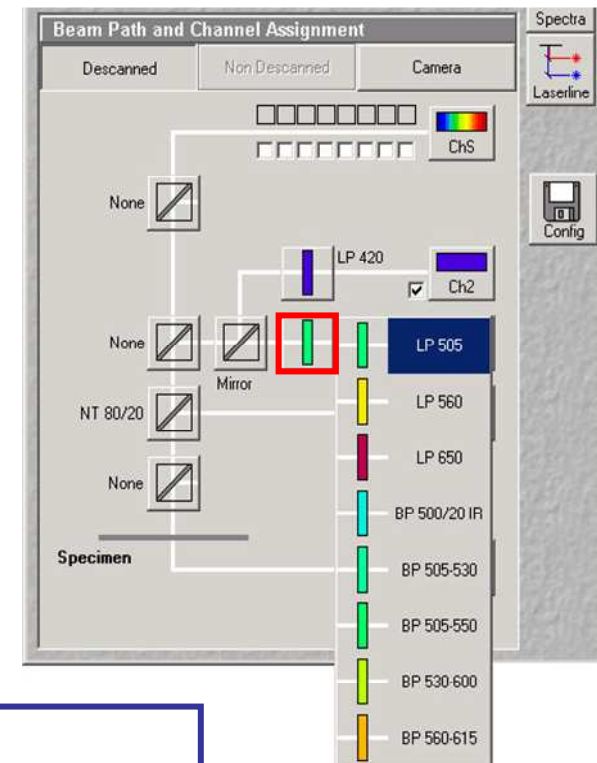 Beam Path and Channel Assignment
Spectra
Descanned
Non Descanned
Camera
Laserline
ChS
None
Config
LP 420
Ch2
None
Mirror
LP 505
NT 80/20
LP 560
None
LP 650
BP 500/20 IR
Specimen
BP 505-530
BP 505-550
BP 530-600
BP 560-615